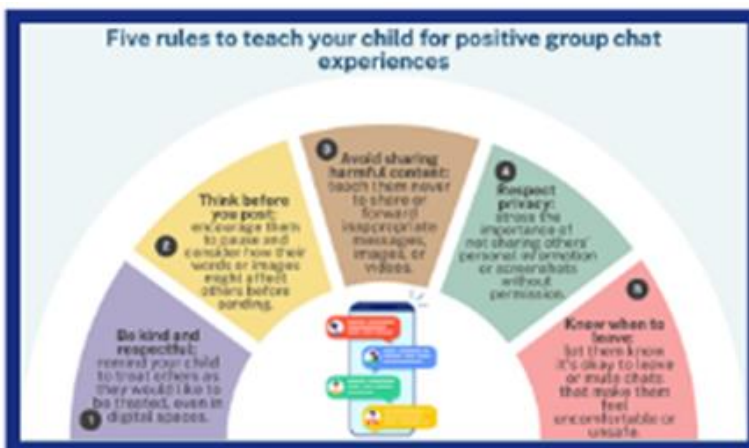 Five rules to teach your child for positive group chat
experiences
1
Be kind and
respectful:
remind your child
to treat others as
they would like to
be treated, even in
digital spaces.
2
Think before
you post:
encourage them
to pause and
consider how their
words or images
might affect
others before
sending.
3
Avoid sharing
harmful content:
teach them never
to share or
forward
inappropriate
messages,
images, or
videos.
4
Respect
privacy:
stress the
importance of
not sharing others'
personal information
or screenshots
without
permission.
5
Know when to
leave:
let them know
it's okay to leave
or mute chats
that make them
feel
uncomfortable or
unsafe.